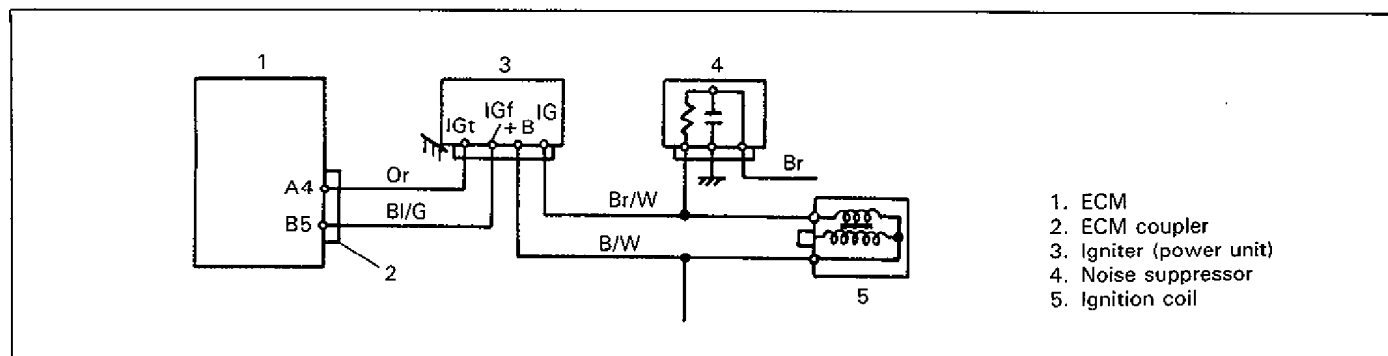 1
3
4
IGt
IGf
+ B
IG
A4
Or
B5
Bl/G
2
Br/W
B/W
Br
5
1. ECM
2. ECM coupler
3. Igniter (power unit)
4. Noise suppressor
5. Ignition coil